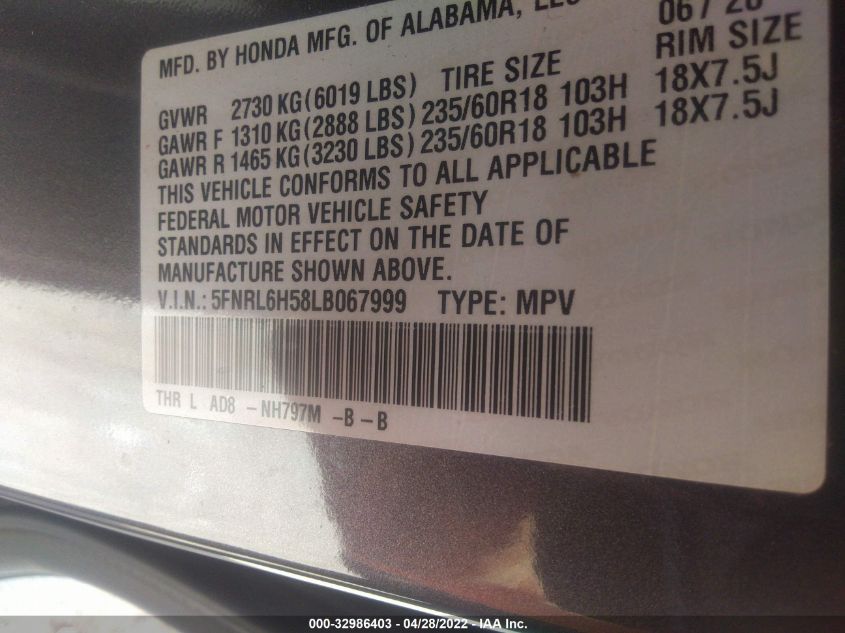 MFD. BY HONDA MFG. OF ALABAMA, LLC 06 / 20
GVWR 2730 KG (6019 LBS) TIRE SIZE RIM SIZE
GAWR F 1310 KG (2888 LBS) 235/60R18 103H 18X7.5J
GAWR R 1465 KG (3230 LBS) 235/60R18 103H 18X7.5J
THIS VEHICLE CONFORMS TO ALL APPLICABLE
FEDERAL MOTOR VEHICLE SAFETY
STANDARDS IN EFFECT ON THE DATE OF
MANUFACTURE SHOWN ABOVE.
V.I.N.: 5FNRL6H58LB067999 TYPE: MPV
THR L AD8 - NH797M - B - B
000-32986403 - 04/28/2022 - IAA Inc.